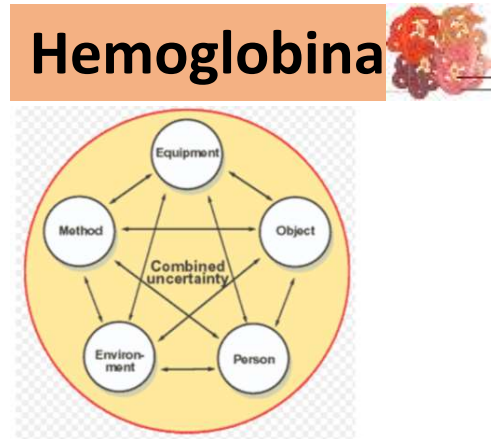 Hemoglobina
Equipment
Method
Object
Combined
uncertainty
Environ-
ment
Person